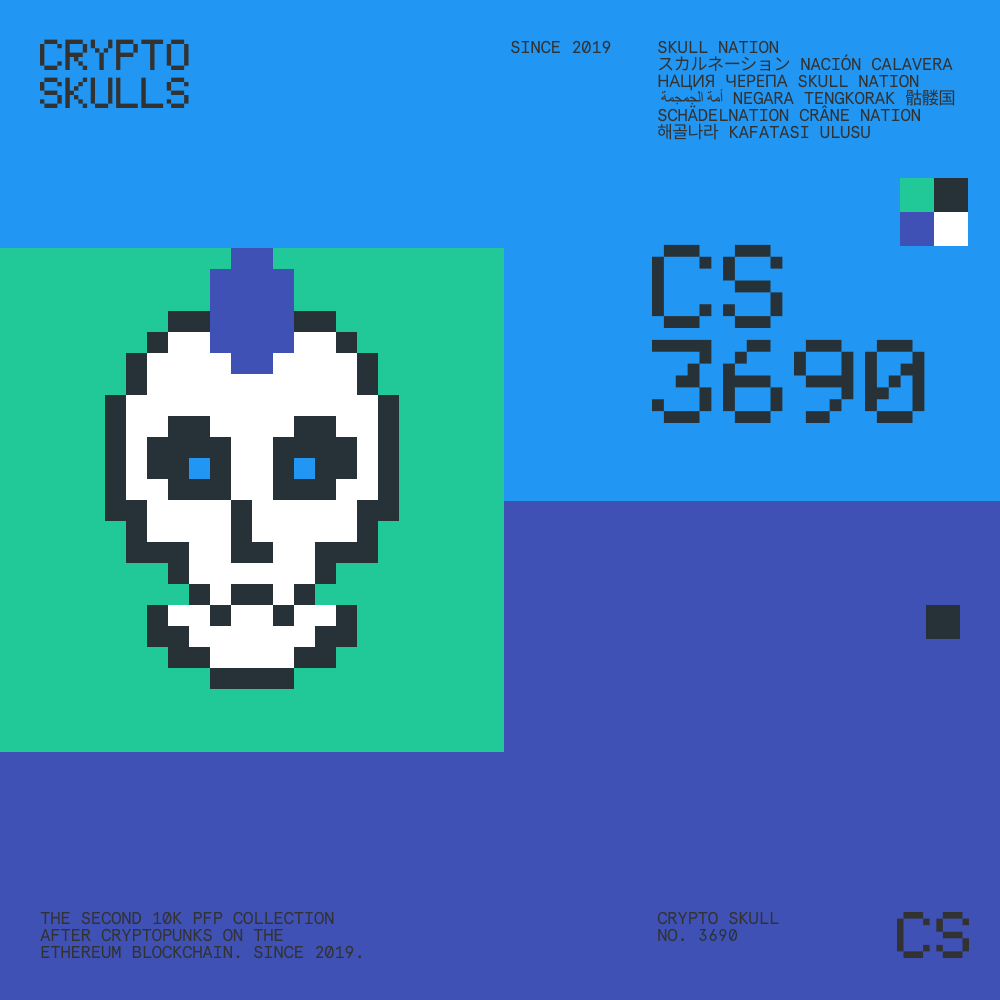 CRYPTO
SKULLS
SINCE 2019
SKULL NATION
スカルネーション NACIÓN CALAVERA
НАЦИЯ ЧЕРЕПА SKULL NATION
أمة الجمجمة NEGARA TENGKORAK 骷髅国
SCHÄDELNATION CRÂNE NATION
해골나라 KAFATASI ULUSU
CS
3690
THE SECOND 10K PFP COLLECTION
AFTER CRYPTOPUNKS ON THE
ETHEREUM BLOCKCHAIN. SINCE 2019.
CRYPTO SKULL
NO. 3690
CS